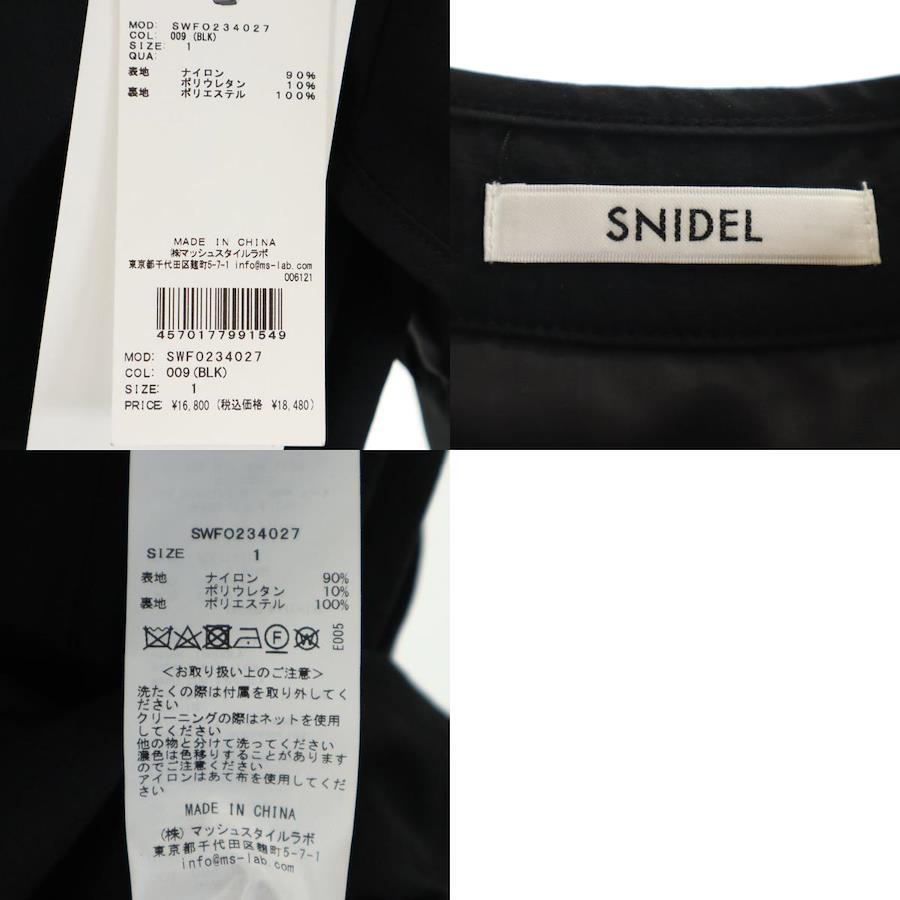 MOD: SWFO234027
COL: 009 (BLK)
SIZE: 1
QUA:
表地 ナイロン 90%
ポリウレタン 10%
裏地 ポリエステル 100%
MADE IN CHINA
㈱マッシュスタイルラボ
東京都千代田区麹町5-7-1 info@ms-lab.com
006121
4570177991549
MOD: SWFO234027
COL: 009(BLK)
SIZE: 1
PRICE: ¥16,800 (税込価格 ¥18,480)
SNIDEL
SWFO234027
SIZE 1
表地 ナイロン 90%
ポリウレタン 10%
裏地 ポリエステル 100%
F W E005
<お取り扱い上のご注意>
洗たくの際は付属を取り外してく
ださい
クリーニングの際はネットを使用
してください
他の物と分けて洗ってください
濃色は色移りすることがあります
のでご注意ください
アイロンはあて布を使用してくだ
さい
MADE IN CHINA
(株) マッシュスタイルラボ
東京都千代田区麹町5-7-1
info@ms-lab.com